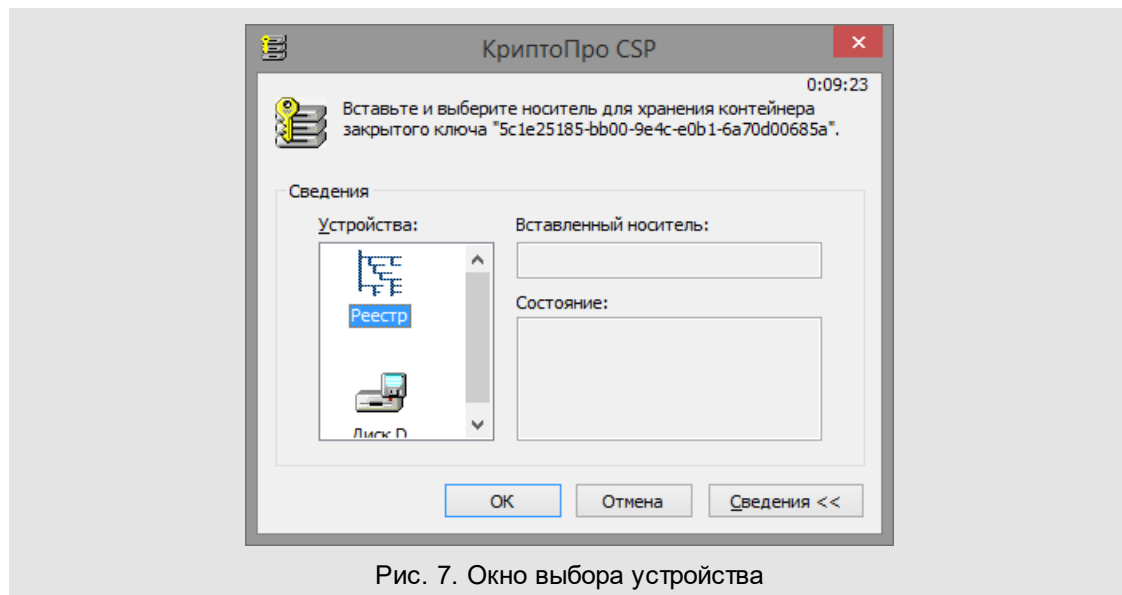 КриптоПро CSP
0:09:23
Вставьте и выберите носитель для хранения контейнера
закрытого ключа "5c1e25185-bb00-9e4c-e0b1-6a70d00685a".
Сведения
Устройства:
Вставленный носитель:
Реестр
Состояние:
Диск D
ОК
Отмена
Сведения <<
Рис. 7. Окно выбора устройства